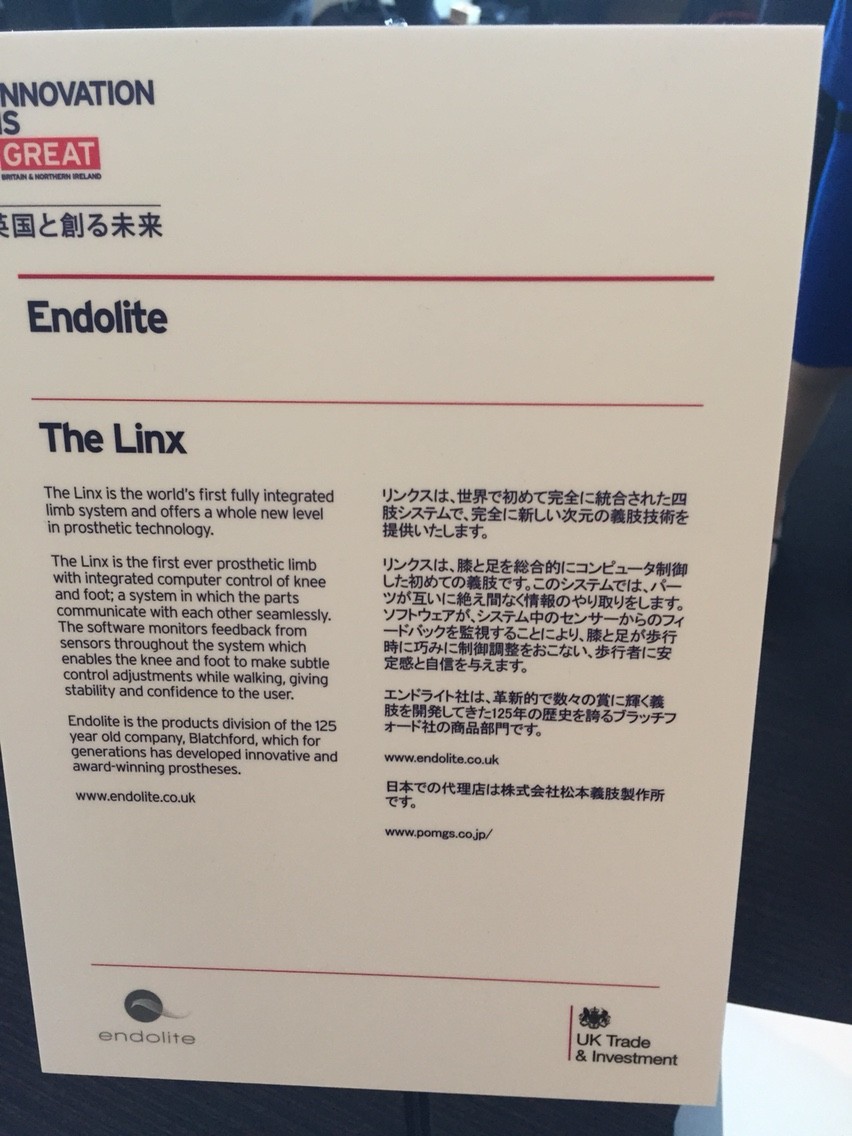 NNOVATION
IS
GREAT
BRITAIN & NORTHERN IRELAND
英国と創る未来
Endolite
The Linx
The Linx is the world's first fully integrated
limb system and offers a whole new level
in prosthetic technology.
The Linx is the first ever prosthetic limb
with integrated computer control of knee
and foot; a system in which the parts
communicate with each other seamlessly.
The software monitors feedback from
sensors throughout the system which
enables the knee and foot to make subtle
control adjustments while walking, giving
stability and confidence to the user.
Endolite is the products division of the 125
year old company, Blatchford, which for
generations has developed innovative and
award-winning prostheses.
www.endolite.co.uk
リンクスは、世界で初めて完全に統合された四
肢システムで、完全に新しい次元の義肢技術を
提供いたします。
リンクスは、膝と足を総合的にコンピュータ制御
した初めての義肢です。このシステムでは、パー
ツが互いに絶え間なく情報のやり取りをします。
ソフトウェアが、システム中のセンサーからのフィ
ードバックを監視することにより、膝と足が歩行
時に巧みに制御調整をおこない、歩行者に安
定感と自信を与えます。
エンドライト社は、革新的で数々の賞に輝く義
肢を開発してきた125年の歴史を誇るブラッチフ
ォード社の商品部門です。
www.endolite.co.uk
日本での代理店は株式会社松本義肢製作所
です。
www.pomgs.co.jp/
endolite
UK Trade
& Investment